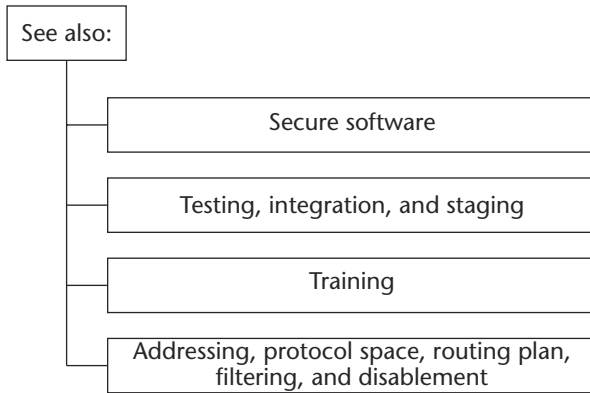 See also:
Secure software
Testing, integration, and staging
Training
Addressing, protocol space, routing plan,
filtering, and disablement